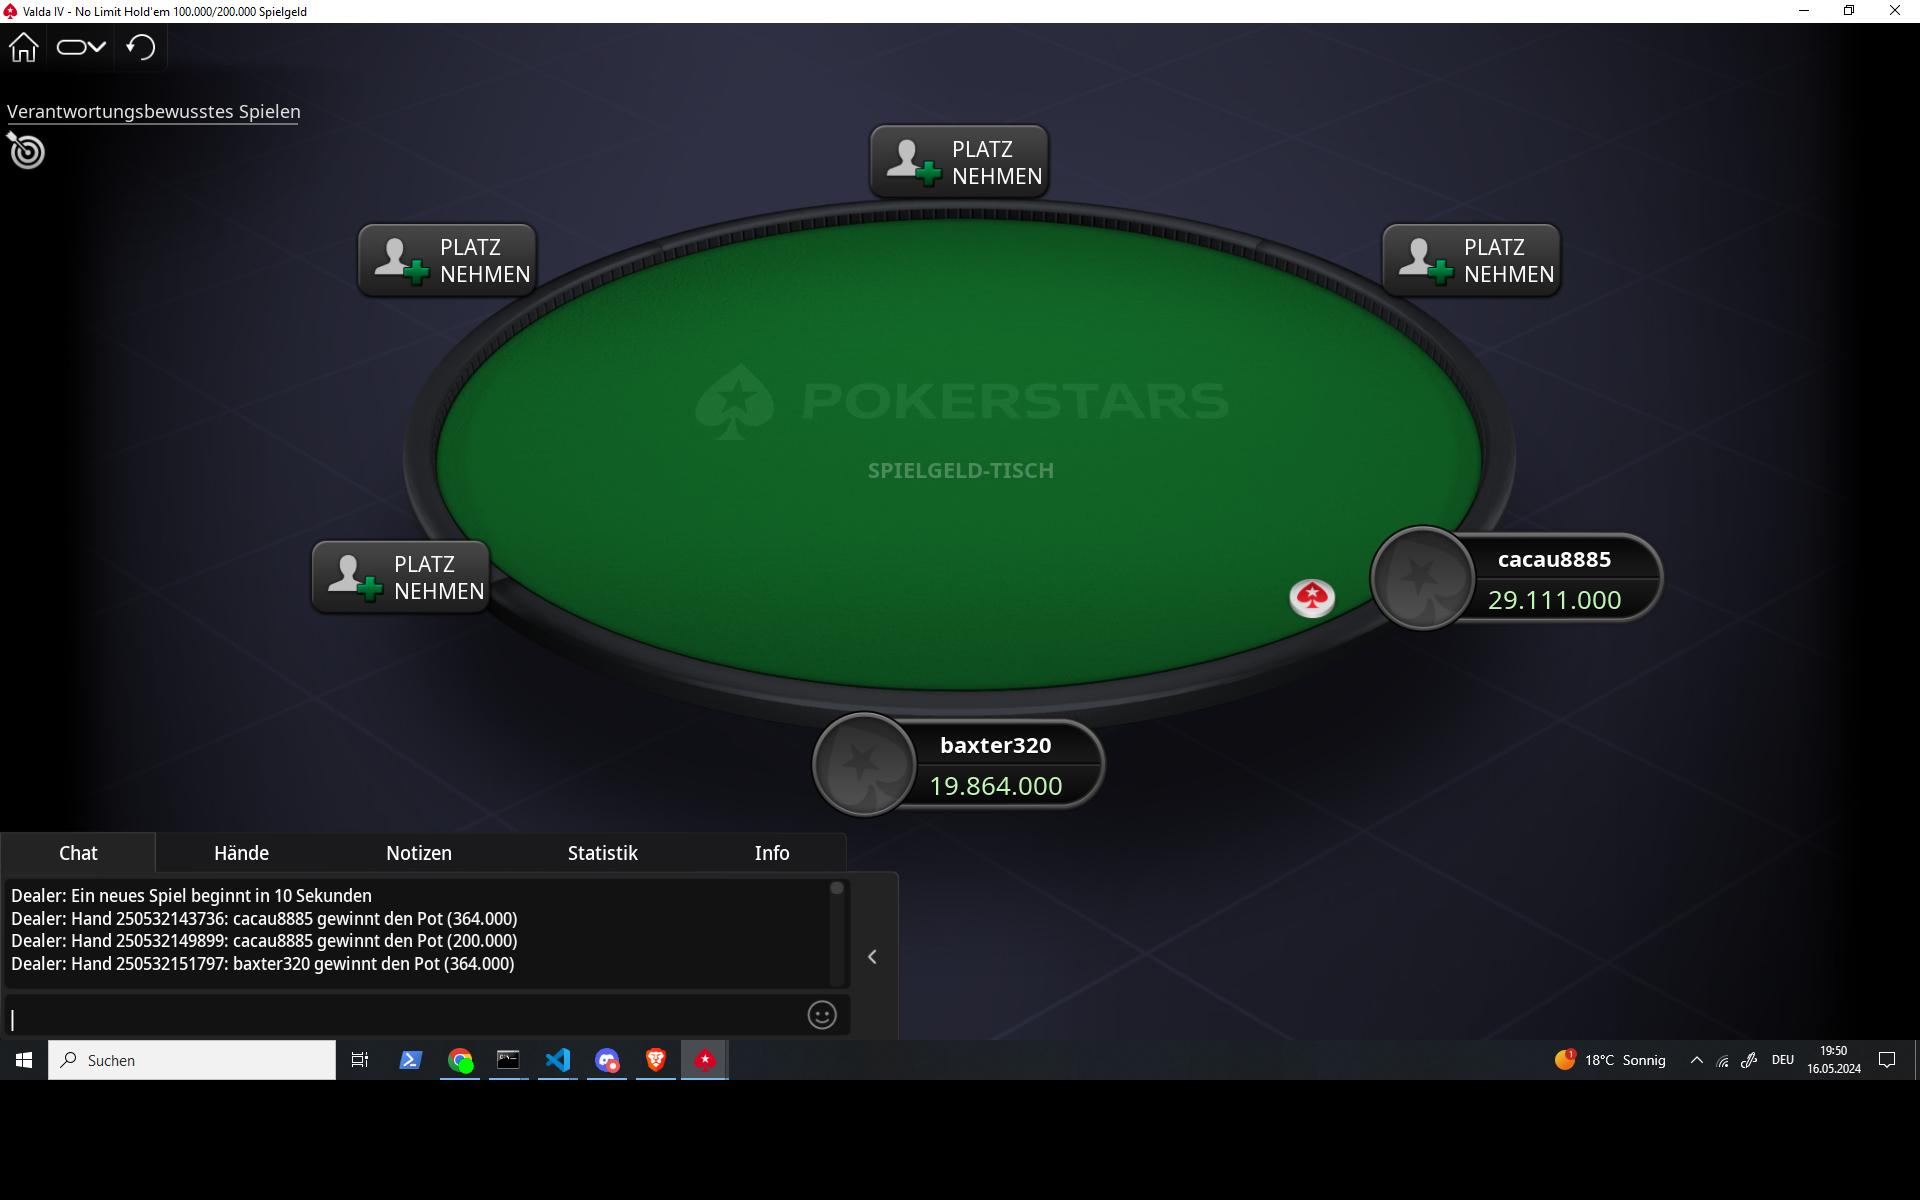 Valda IV - No Limit Hold'em 100.000/200.000 Spielgeld
Verantwortungsbewusstes Spielen
PLATZ
NEHMEN
PLATZ
NEHMEN
PLATZ
NEHMEN
POKERSTARS
SPIELGELD-TISCH
PLATZ
NEHMEN
cacau8885
29.111.000
baxter320
19.864.000
Chat Hände Notizen Statistik Info
Dealer: Ein neues Spiel beginnt in 10 Sekunden
Dealer: Hand 250532143736: cacau8885 gewinnt den Pot (364.000)
Dealer: Hand 250532149899: cacau8885 gewinnt den Pot (200.000)
Dealer: Hand 250532151797: baxter320 gewinnt den Pot (364.000)
Suchen
1
18°C Sonnig
DEU
19:50
16.05.2024